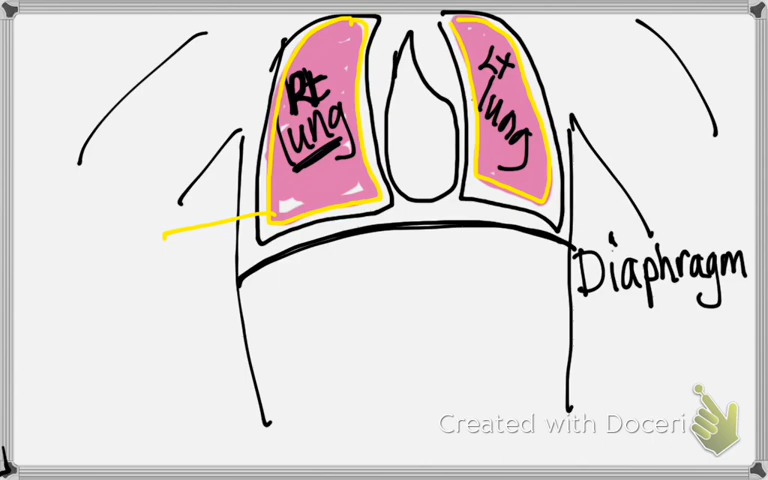 Rt
Lung
Lt
lung
Diaphragm
Created with Doceri